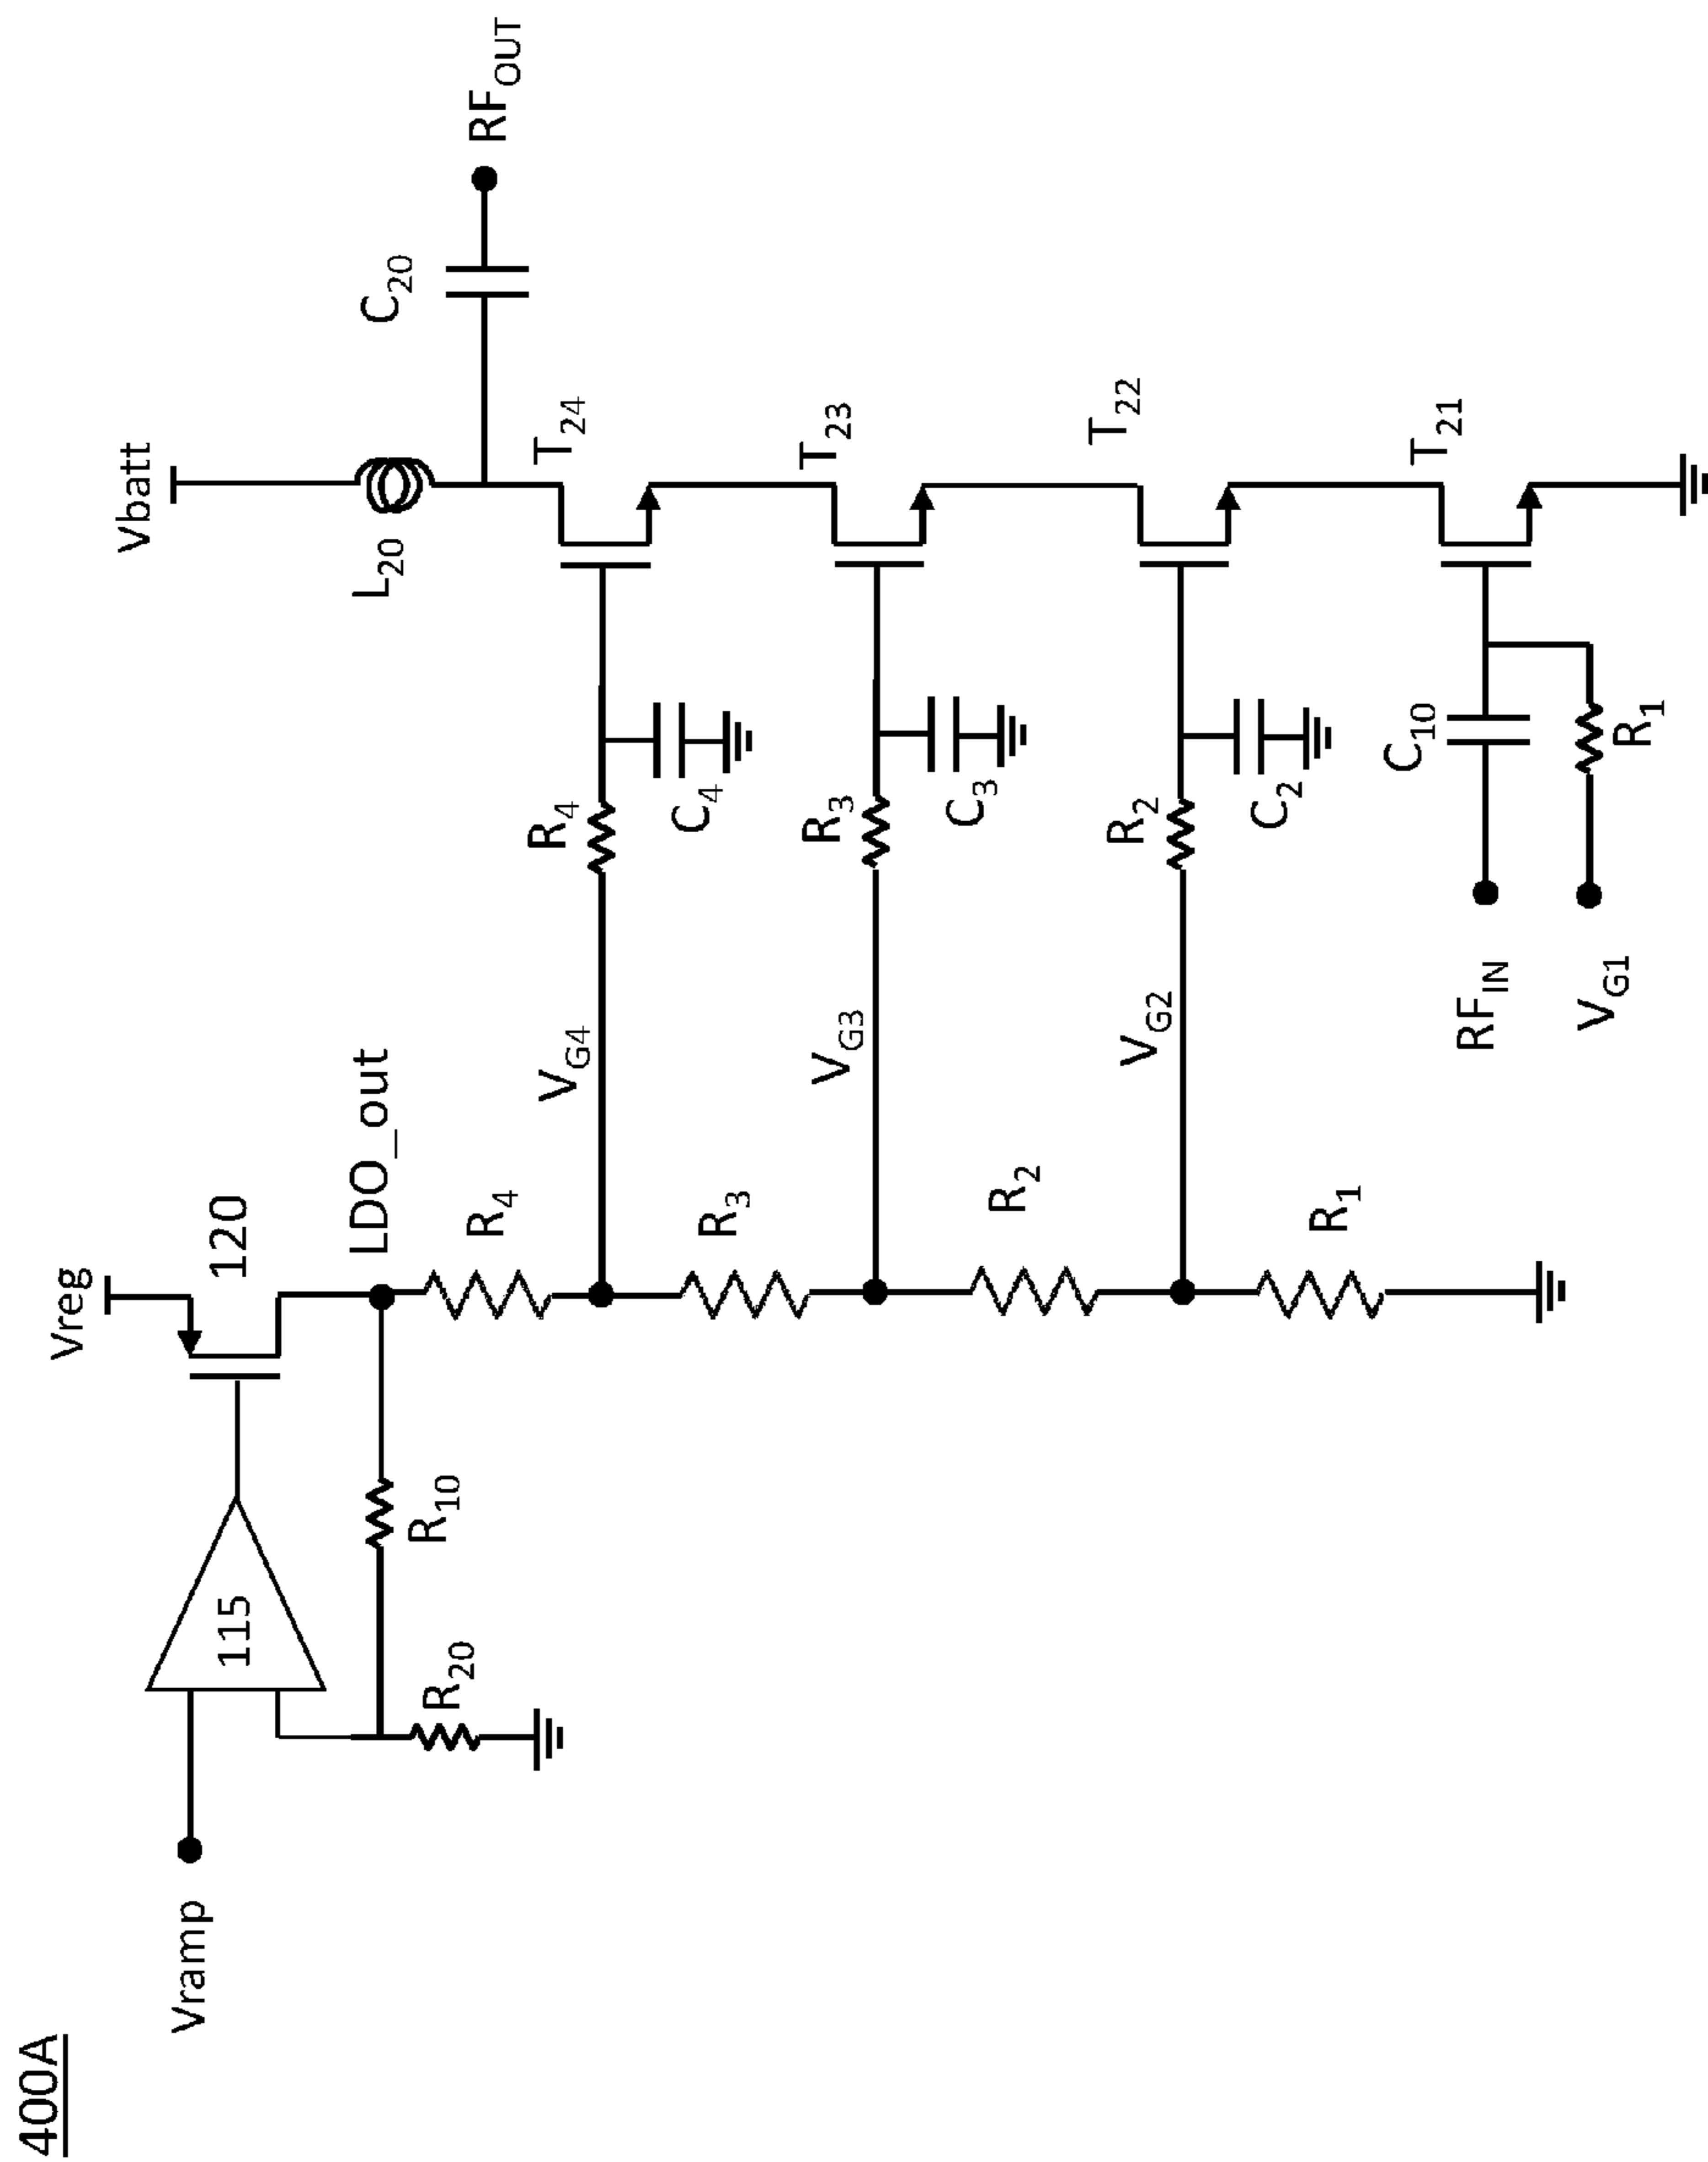 400A
Vramp
115
R20
R10
Vreg
120
LDO_out
R4
R3
R2
R1
VG4
VG3
VG2
R4
C4
R3
C3
R2
C2
RFIN
C10
VG1
R1
Vbatt
L20
C20
RFOUT
T24
T23
T22
T21